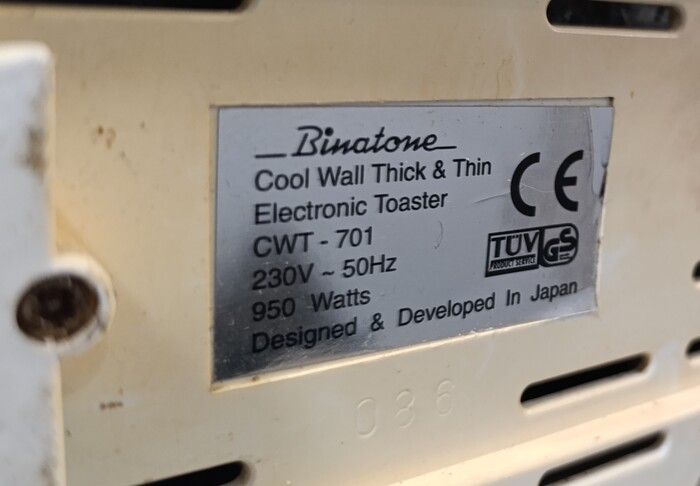 Binatone
Cool Wall Thick & Thin
Electronic Toaster
CWT - 701
230V ~ 50Hz
950 Watts
Designed & Developed In Japan
CE
TÜV GS
PRODUCT SERVICE
086